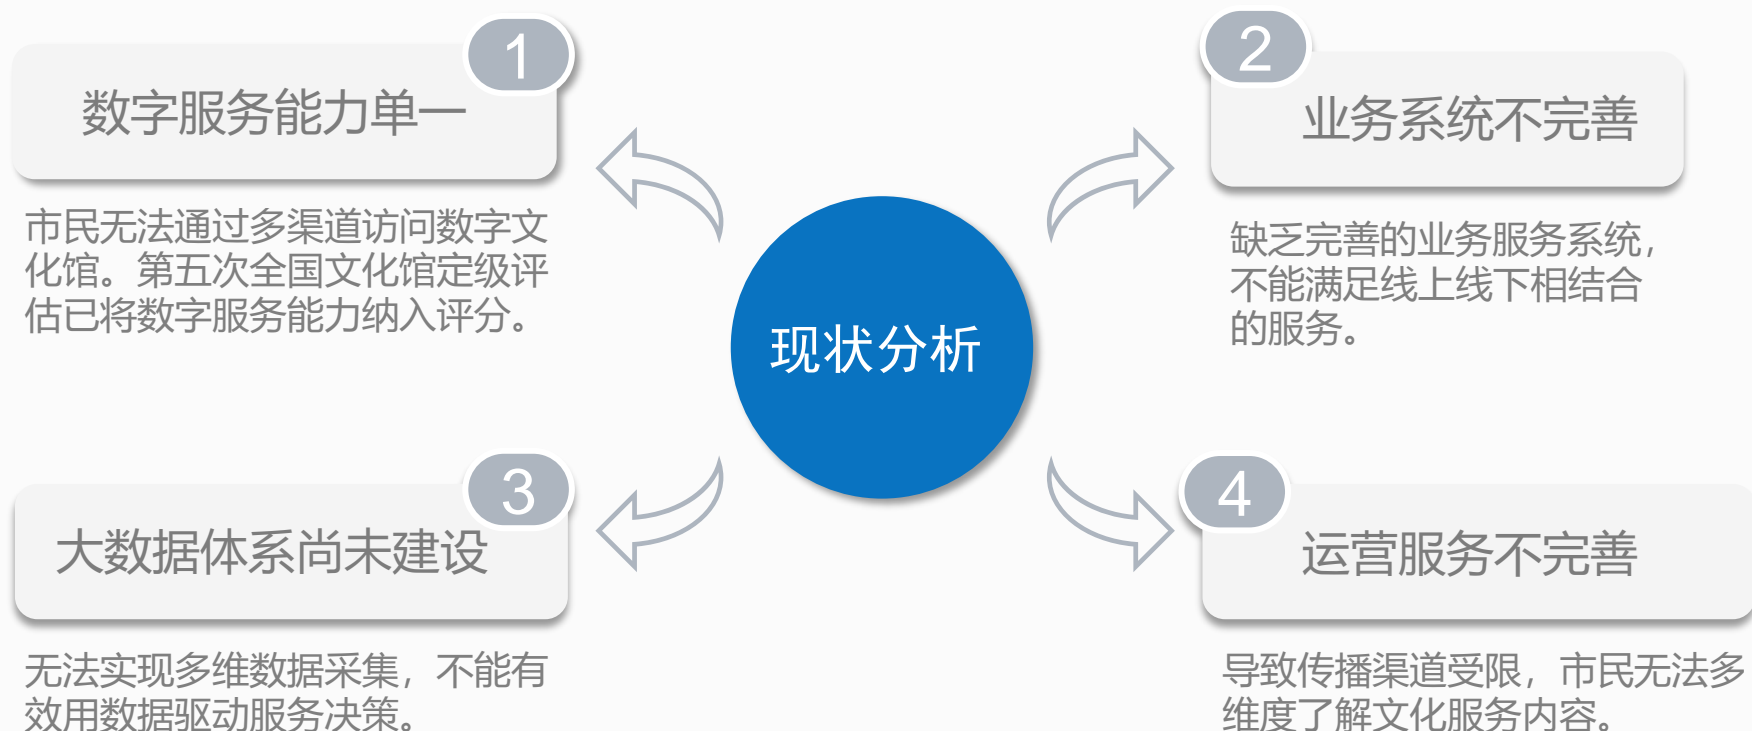 1
数字服务能力单一
市民无法通过多渠道访问数字文
化馆。第五次全国文化馆定级评
估已将数字服务能力纳入评分。
2
业务系统不完善
缺乏完善的业务服务系统，
不能满足线上线下相结合
的服务。
现状分析
3
大数据体系尚未建设
无法实现多维数据采集，不能有
效用数据驱动服务决策。
4
运营服务不完善
导致传播渠道受限，市民无法多
维度了解文化服务内容。